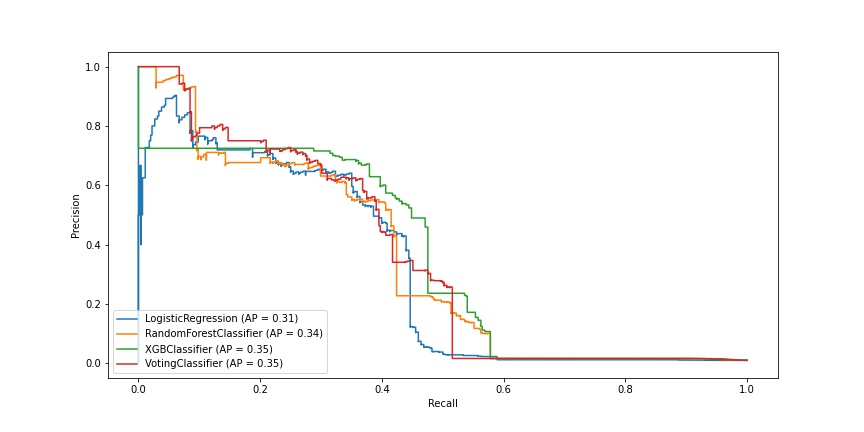 1.0
0.8
0.6
0.4
0.2
0.0
Precision
LogisticRegression (AP = 0.31)
RandomForestClassifier (AP = 0.34)
XGBClassifier (AP = 0.35)
VotingClassifier (AP = 0.35)
0.0 0.2 0.4 0.6 0.8 1.0
Recall